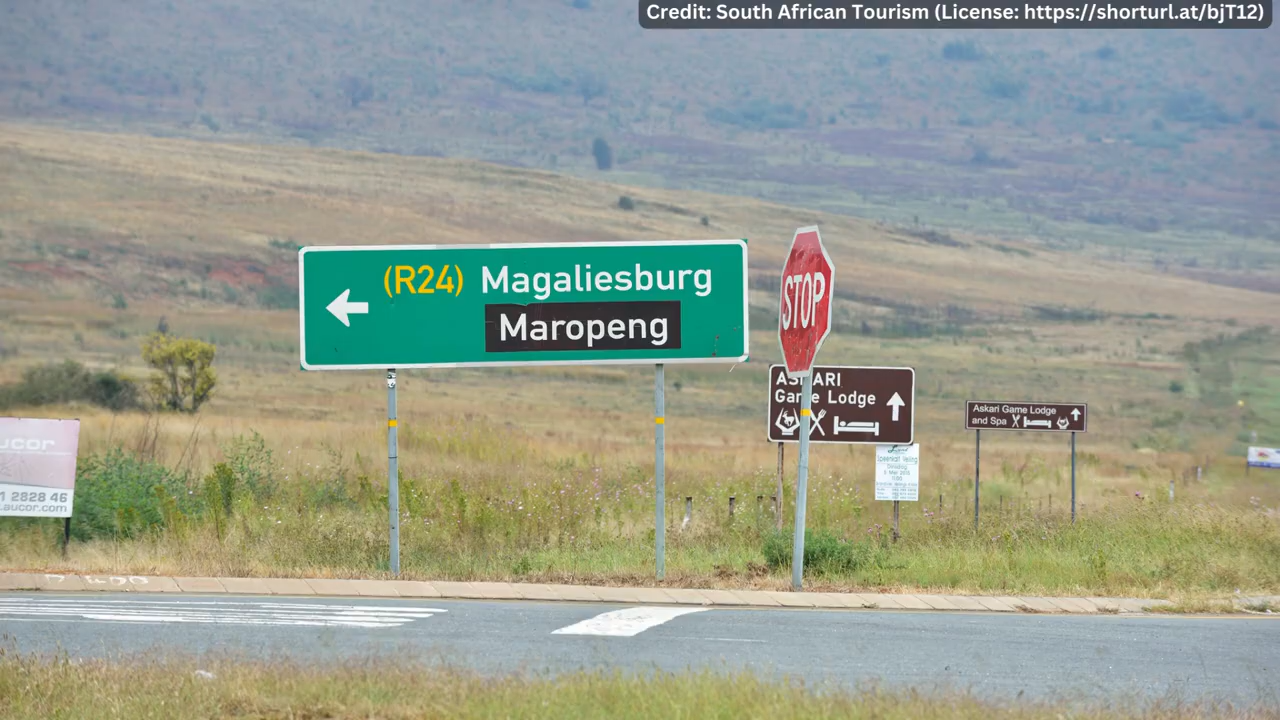 Credit: South African Tourism (License: https://shorturl.at/bjT12)
(R24) Magaliesburg
Maropeng
STOP
Game Lodge
Askari Game Lodge
and Spa
ucor
1 2828 46
.aucor.com